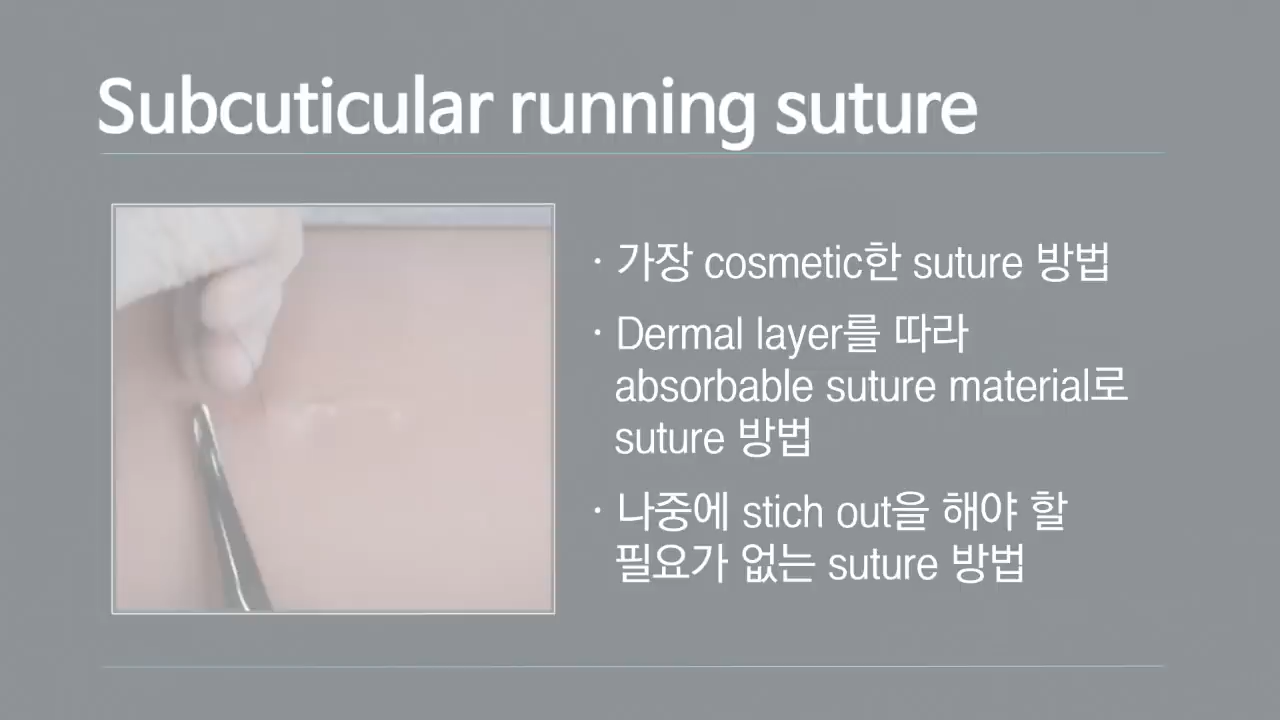 Subcuticular running suture
· 가장 cosmetic한 suture 방법
· Dermal layer를 따라
absorbable suture material로
suture 방법
· 나중에 stich out을 해야 할
필요가 없는 suture 방법